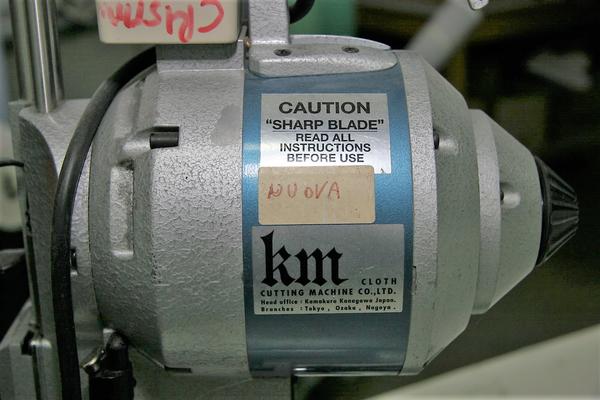 CAUTION
"SHARP BLADE"
READ ALL
INSTRUCTIONS
BEFORE USE
NUOVA
km CLOTH
CUTTING MACHINE CO.,LTD.
Head office : Kamakura Kanagawa Japan.
Branches : Tokyo, Osaka, Nagoya.